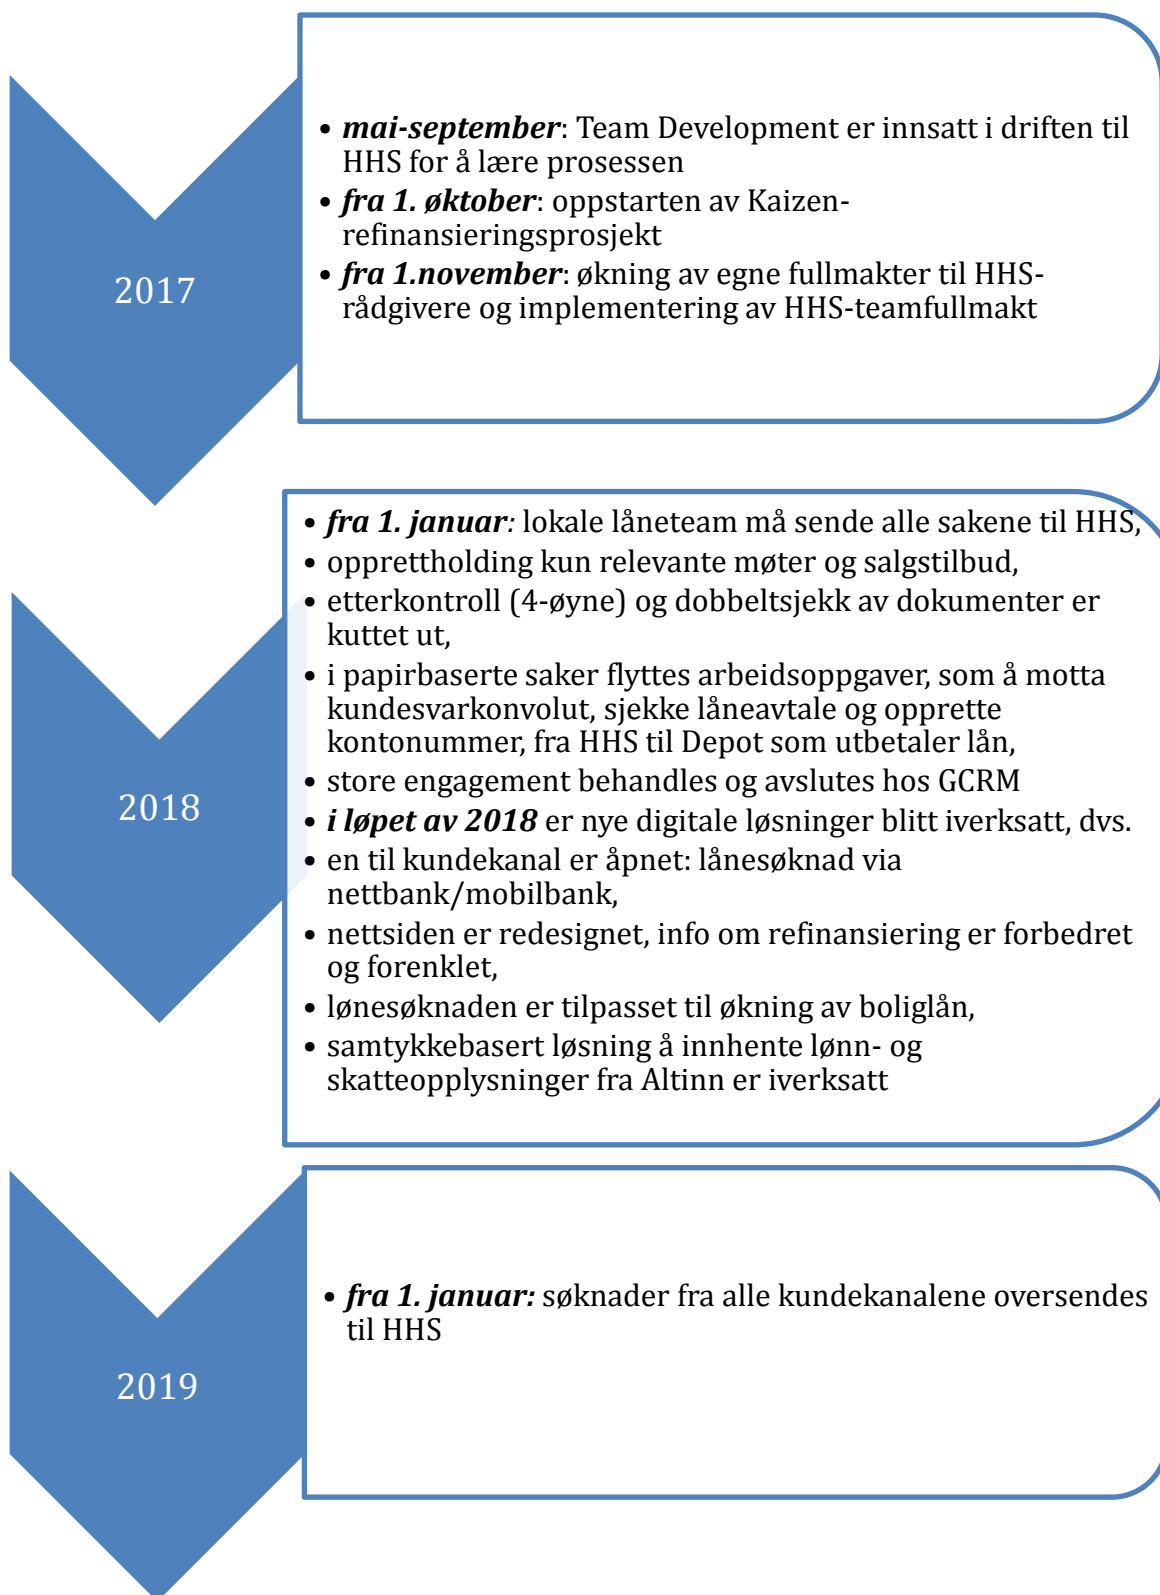 2017
• mai-september: Team Development er innsatt i driften til
HHS for å lære prosessen
• fra 1. øktober: oppstarten av Kaizen-
refinansieringsprosjekt
• fra 1.november: økning av egne fullmakter til HHS-
rådgivere og implementering av HHS-teamfullmakt
2018
• fra 1. januar: lokale låneteam må sende alle sakene til HHS,
• opprettholding kun relevante møter og salgstilbud,
• etterkontroll (4-øyne) og dobbeltsjekk av dokumenter er
kuttet ut,
• i papirbaserte saker flyttes arbeidsoppgaver, som å motta
kundesvarkonvolut, sjekke låneavtale og opprette
kontonummer, fra HHS til Depot som utbetaler lån,
• store engagement behandles og avslutes hos GCRM
• i løpet av 2018 er nye digitale løsninger blitt iverksatt, dvs.
• en til kundekanal er åpnet: lånesøknad via
nettbank/mobilbank,
• nettsiden er redesignet, info om refinansiering er forbedret
og forenklet,
• lønesøknaden er tilpasset til økning av boliglån,
• samtykkebasert løsning å innhente lønn- og
skatteopplysninger fra Altinn er iverksatt
2019
• fra 1. januar: søknader fra alle kundekanalene oversendes
til HHS